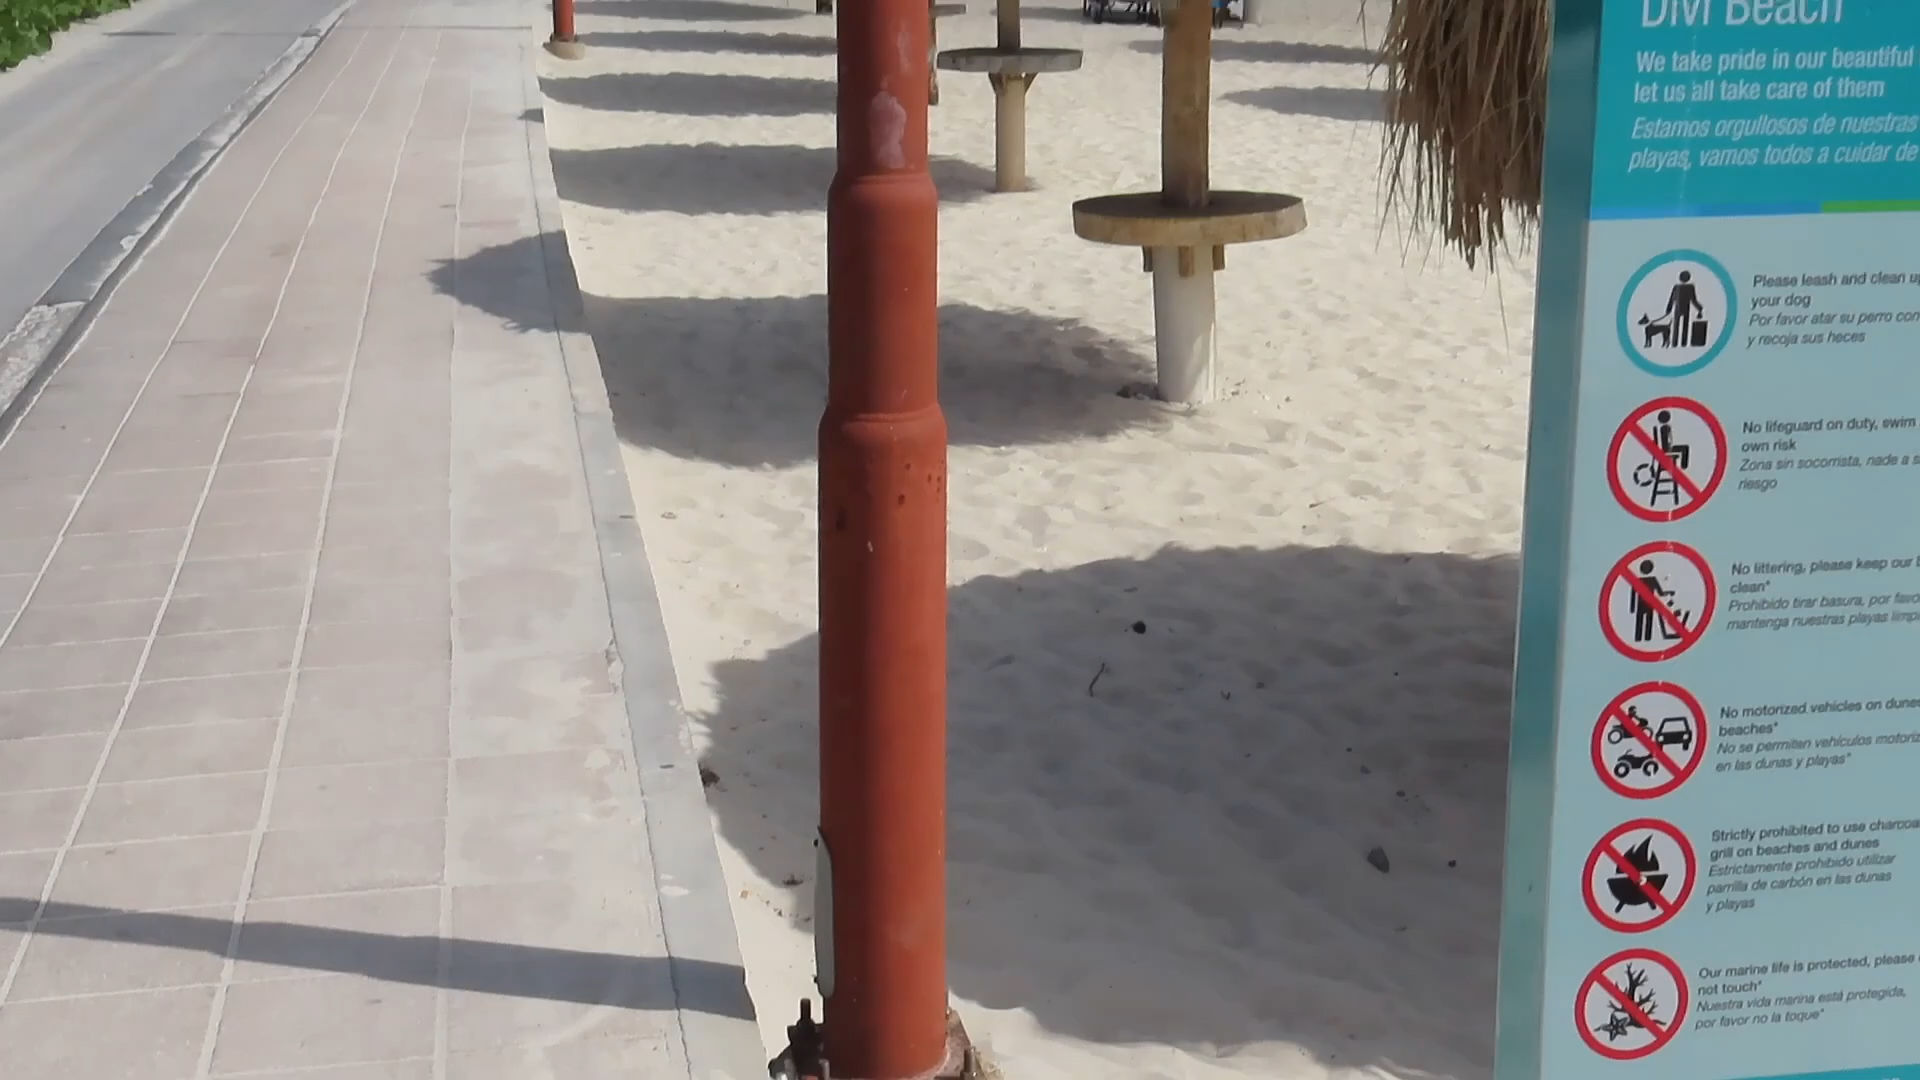 Divi Beach
We take pride in our beautiful
let us all take care of them
Estamos orgullosos de nuestras
playas, vamos todos a cuidar de
Please leash and clean
your dog
Por favor atar su perro con
y recoja sus heces
No lifeguard on duty, swim
own risk
Zona sin socorrista, nade a
riesgo
No littering, please keep our
clean*
Prohibido tirar basura, por
mantenga nuestras playas
No motorized vehicles on
beaches*
No se permiten vehículos
en las dunas y playas*
Strictly prohibited to use
grill on beaches and dunes
Estrictamente prohibido utilizar
parrilla de carbón en las dunas
y playas
Our marine life is protected, please
not touch*
Nuestra vida marina está protegida,
por favor no la toque*